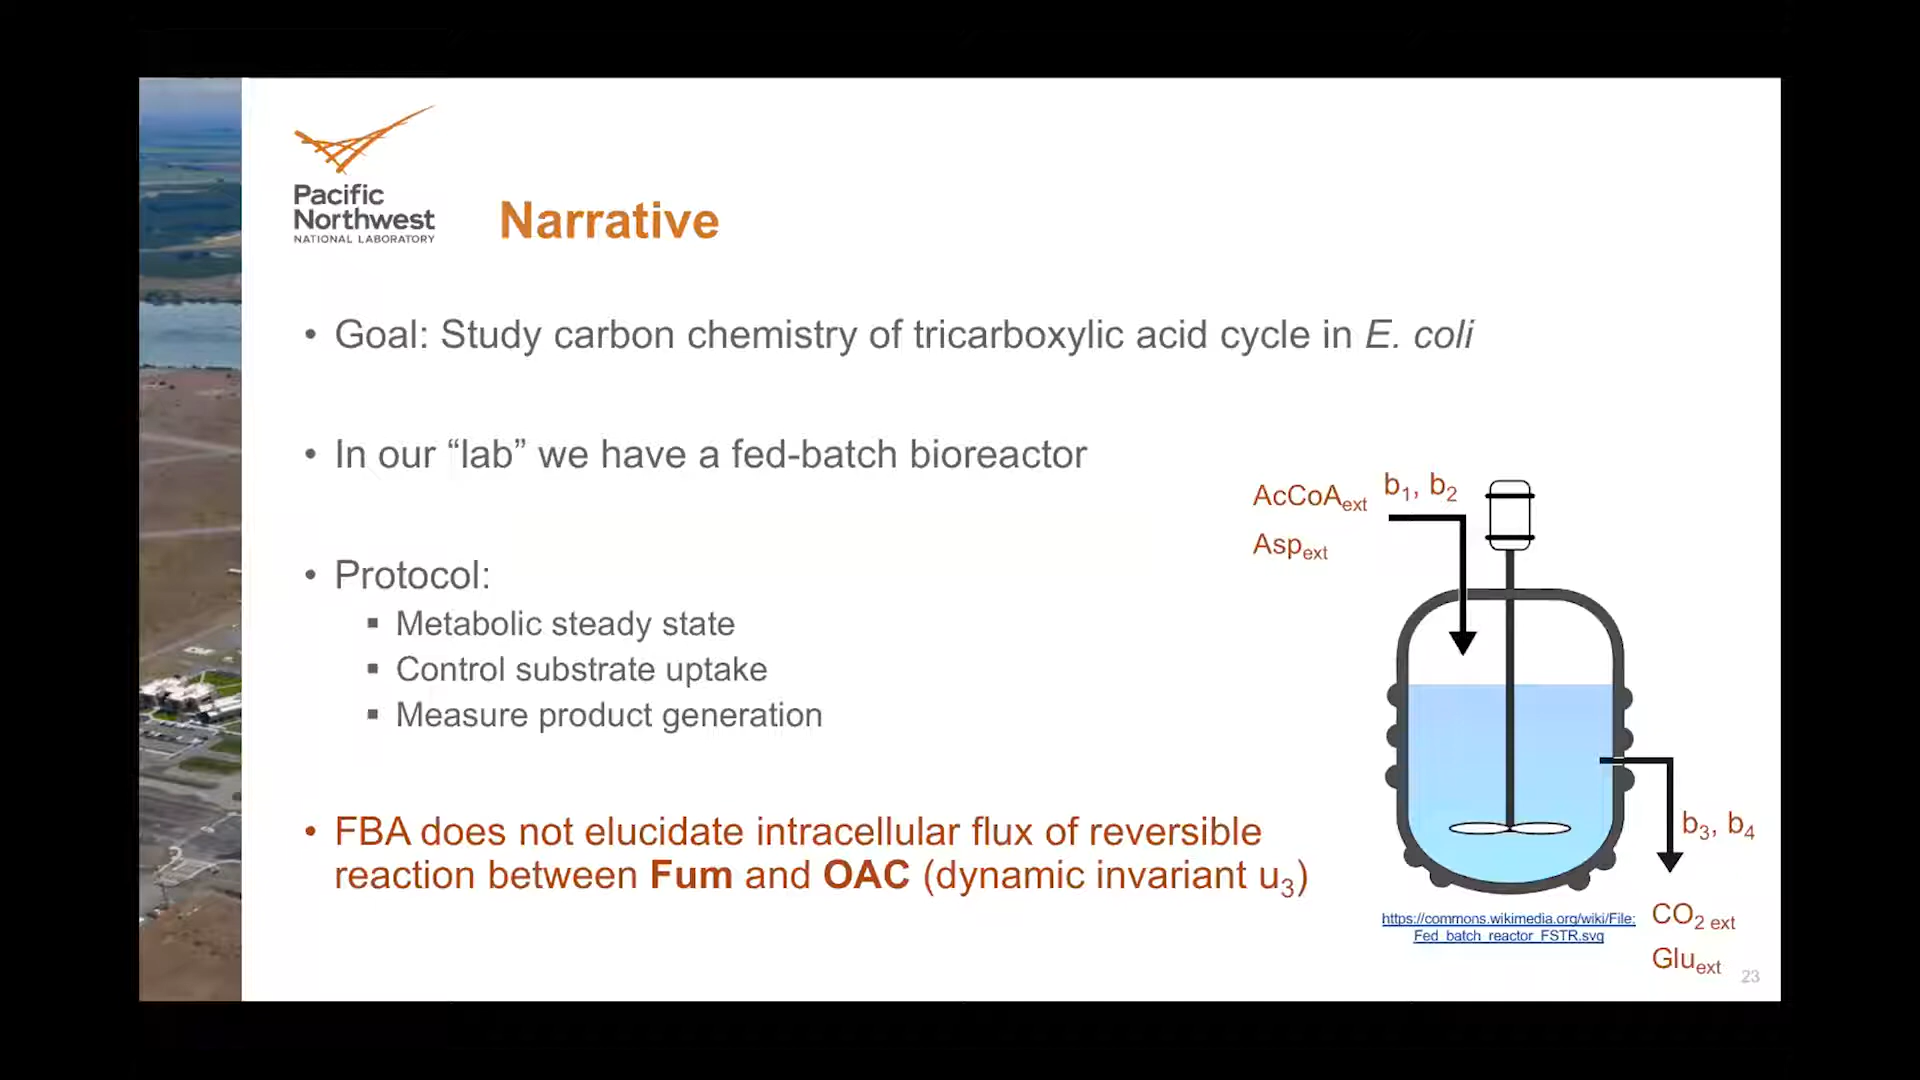 Pacific
Northwest
NATIONAL LABORATORY
Narrative
• Goal: Study carbon chemistry of tricarboxylic acid cycle in E. coli
• In our “lab” we have a fed-batch bioreactor
• Protocol:
▪ Metabolic steady state
▪ Control substrate uptake
▪ Measure product generation
• FBA does not elucidate intracellular flux of reversible
reaction between Fum and OAC (dynamic invariant u₃)
AcCoAext b₁, b₂
Aspext
b₃, b₄
CO₂ ext
Gluext
https://commons.wikimedia.org/wiki/File:
Fed_batch_reactor_FSTR.svg
23